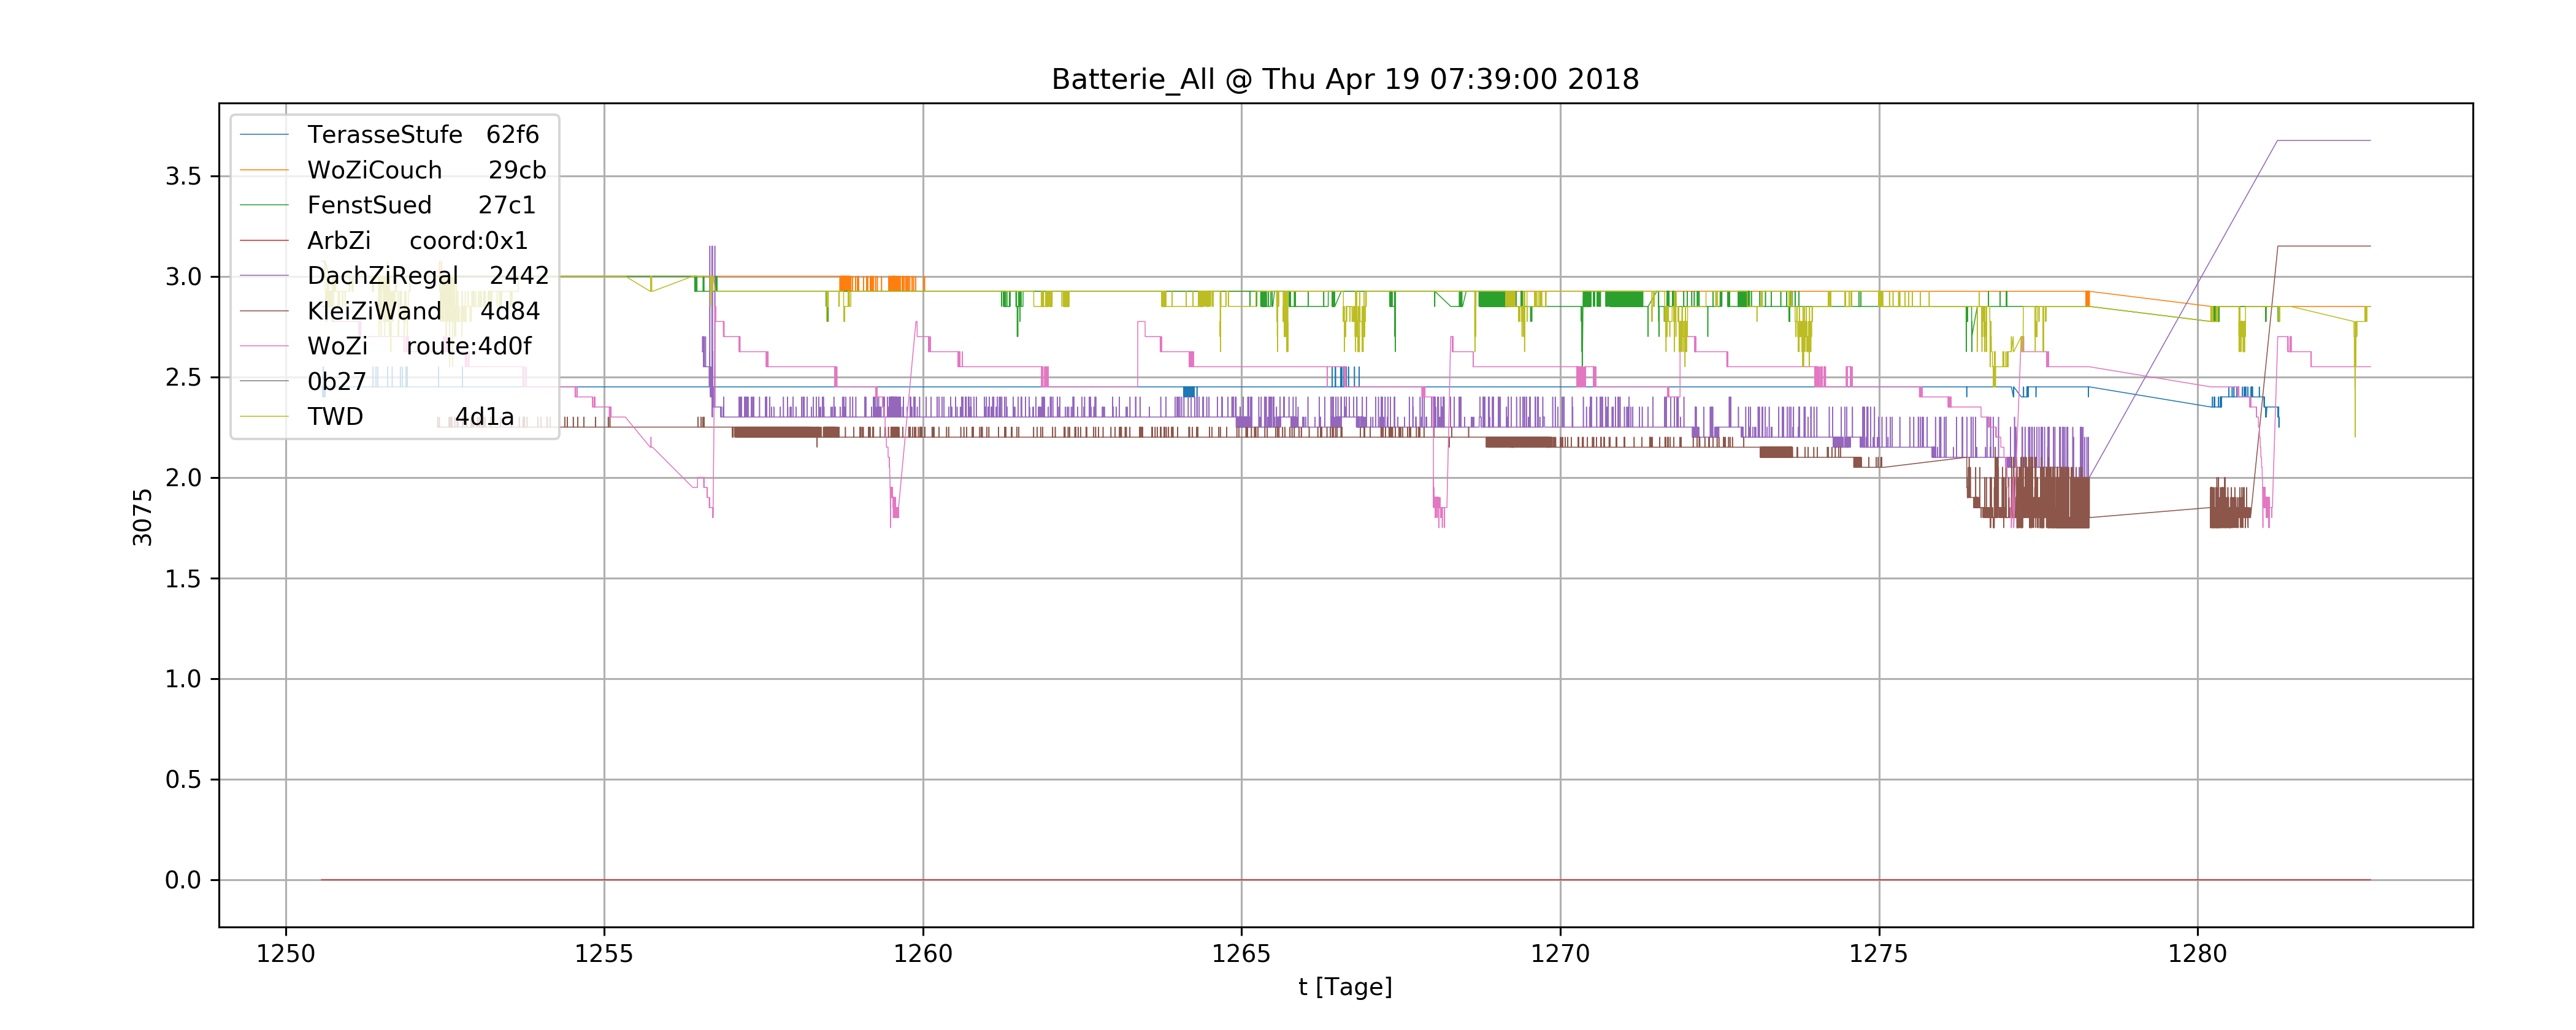 Batterie_All @ Thu Apr 19 07:39:00 2018
TerasseStufe 62f6
WoZiCouch 29cb
FenstSued 27c1
ArbZi coord:0x1
DachZiRegal 2442
KleiZiWand 4d84
WoZi route:4d0f
0b27
TWD 4d1a
3075
3.5
3.0
2.5
2.0
1.5
1.0
0.5
0.0
1250 1255 1260 1265 1270 1275 1280
t [Tage]